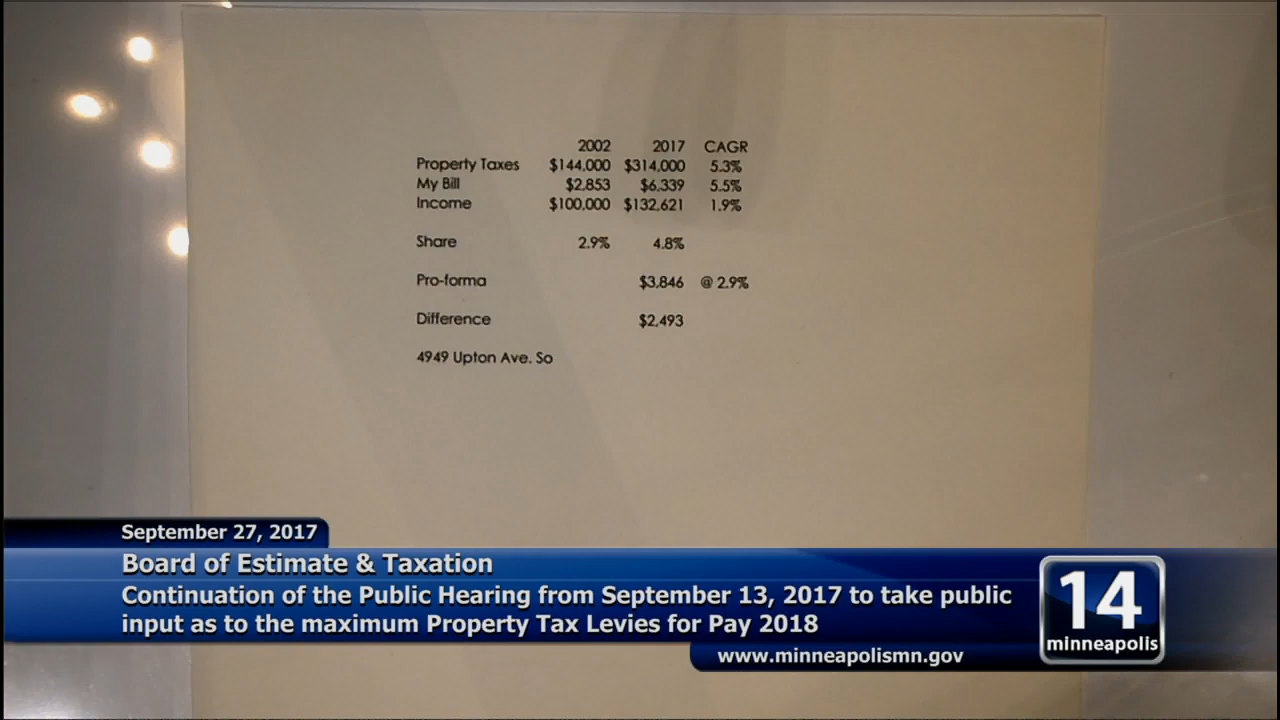 2002 2017 CAGR
Property Taxes $144,000 $314,000 5.3%
My Bill $2,853 $6,339 5.5%
Income $100,000 $132,621 1.9%
Share 2.9% 4.8%
Pro-forma $3,846 @ 2.9%
Difference $2,493
4949 Upton Ave. So
September 27, 2017
Board of Estimate & Taxation
Continuation of the Public Hearing from September 13, 2017 to take public
input as to the maximum Property Tax Levies for Pay 2018
www.minneapolismn.gov
14
minneapolis